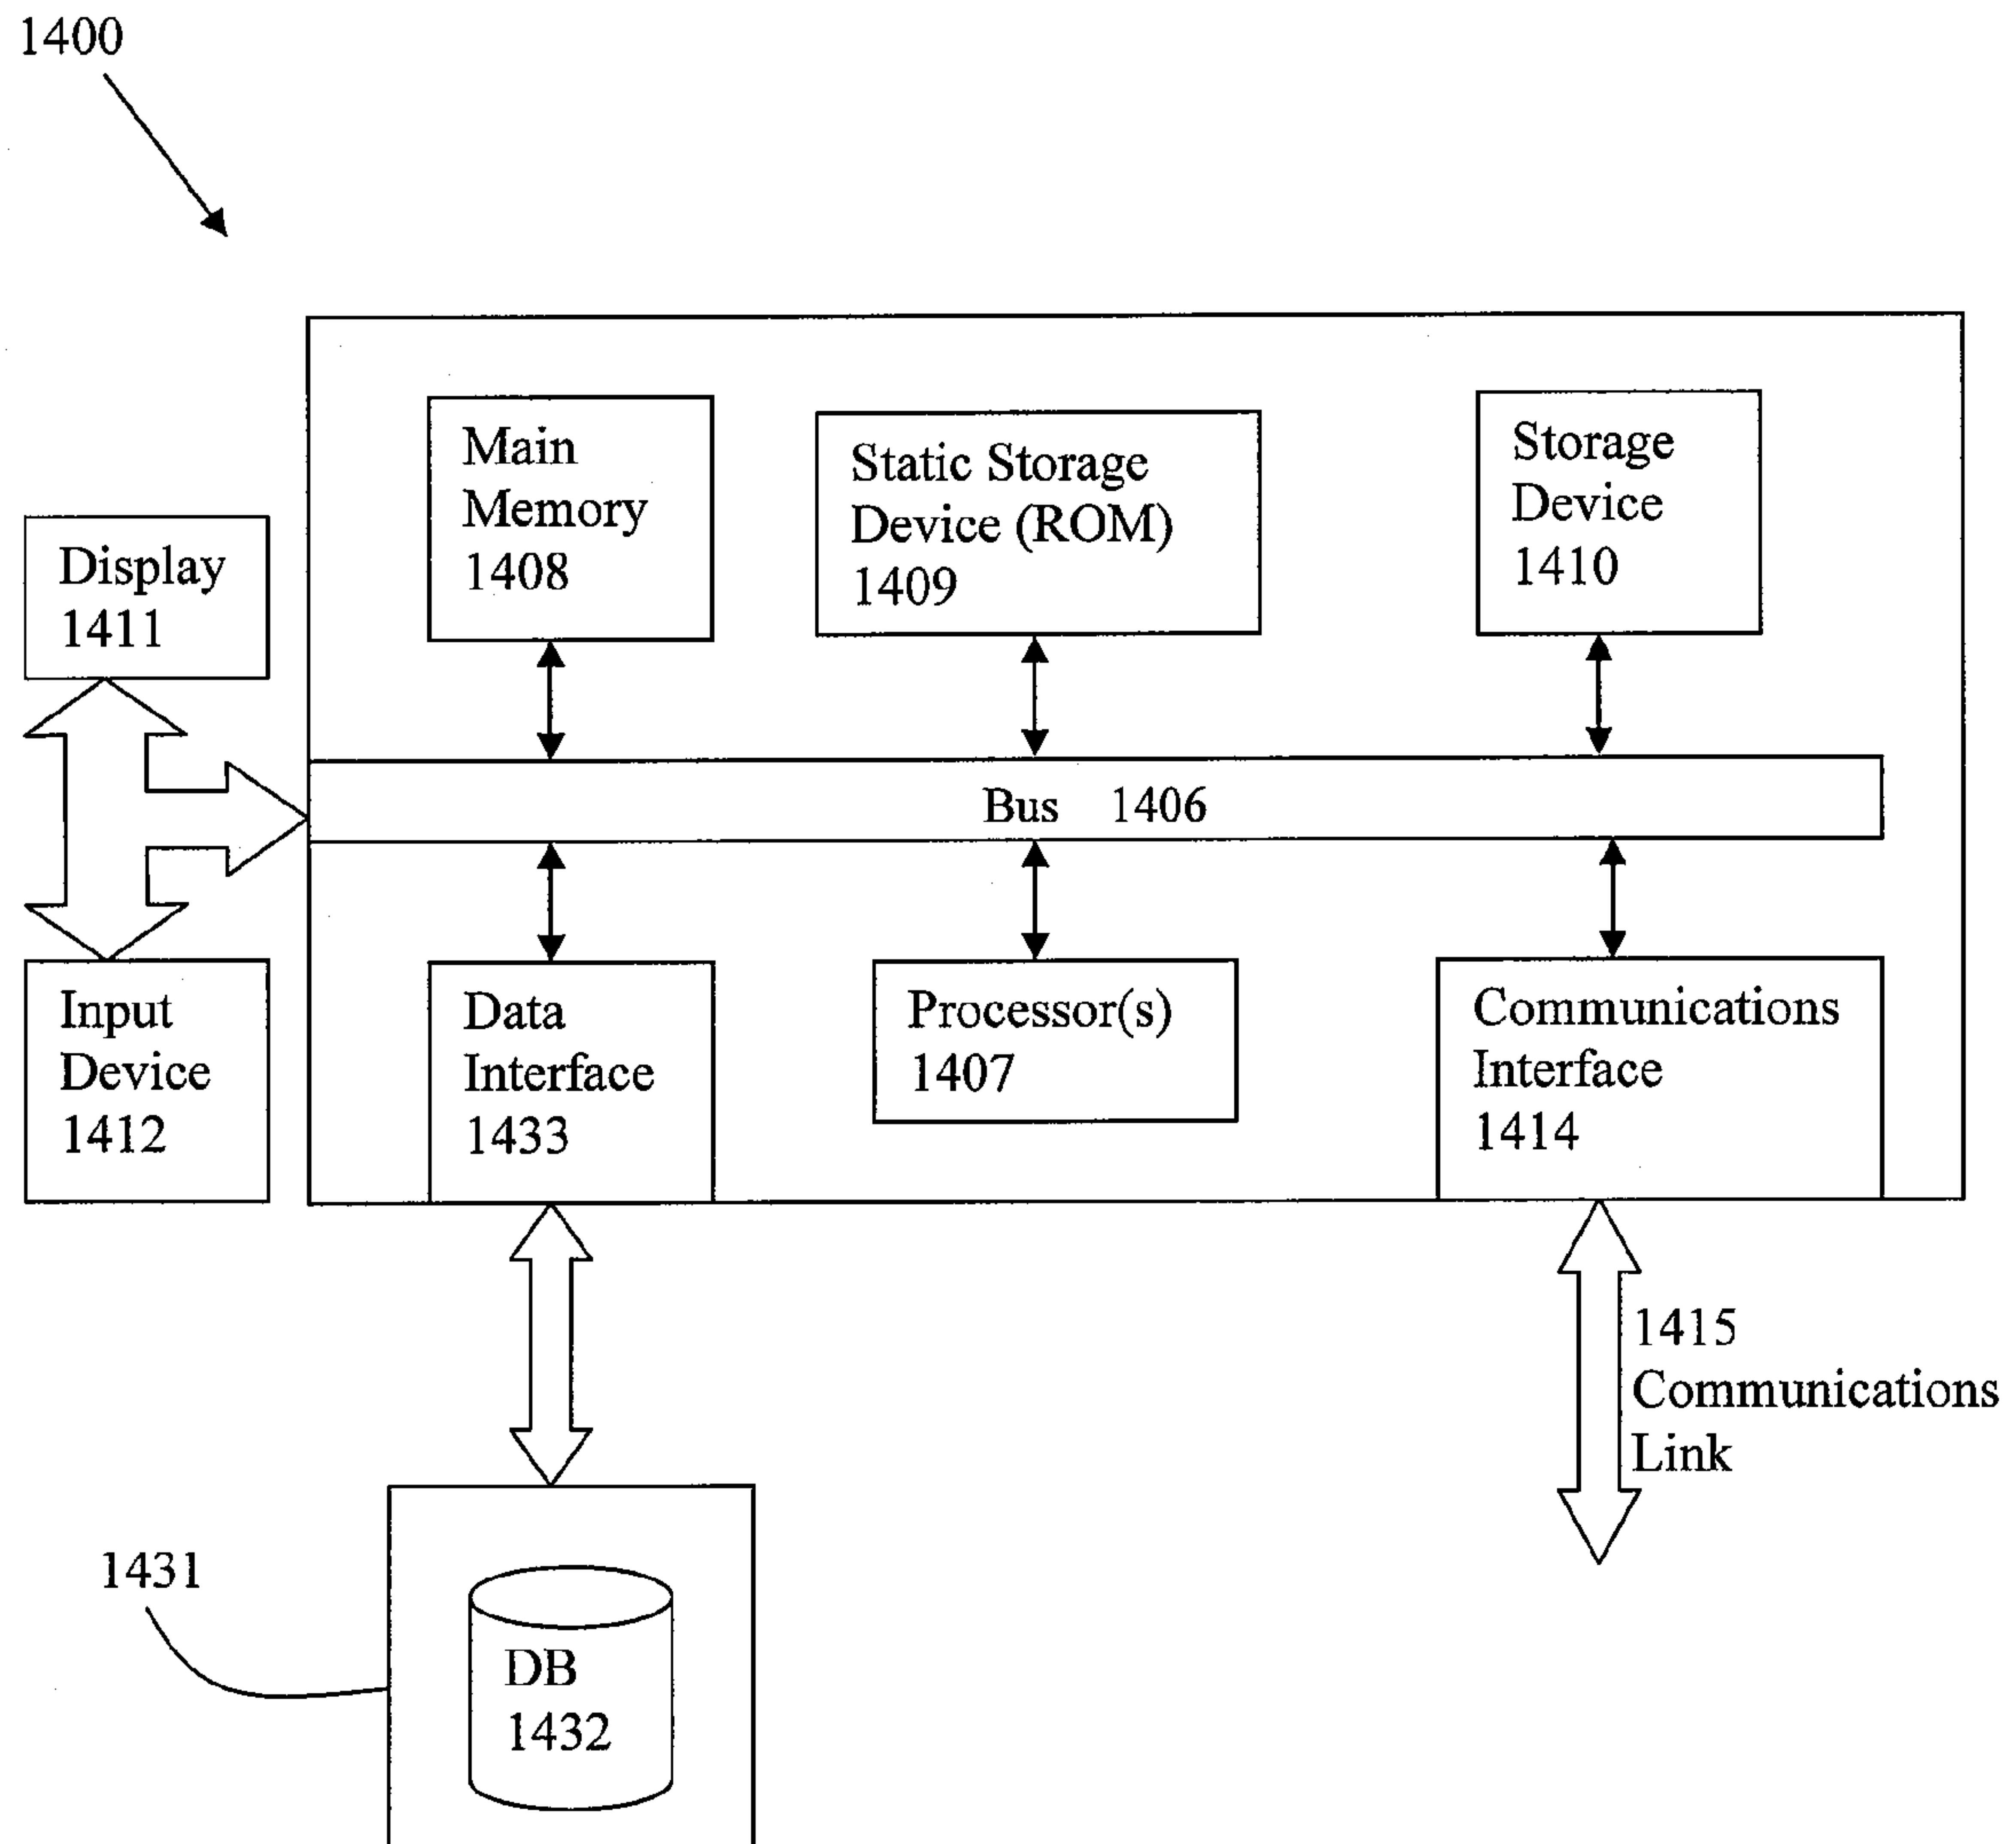 1400
Main
Memory
1408
Static Storage
Device (ROM)
1409
Storage
Device
1410
Display
1411
Bus 1406
Input
Device
1412
Data
Interface
1433
Processor(s)
1407
Communications
Interface
1414
1415
Communications
Link
1431
DB
1432